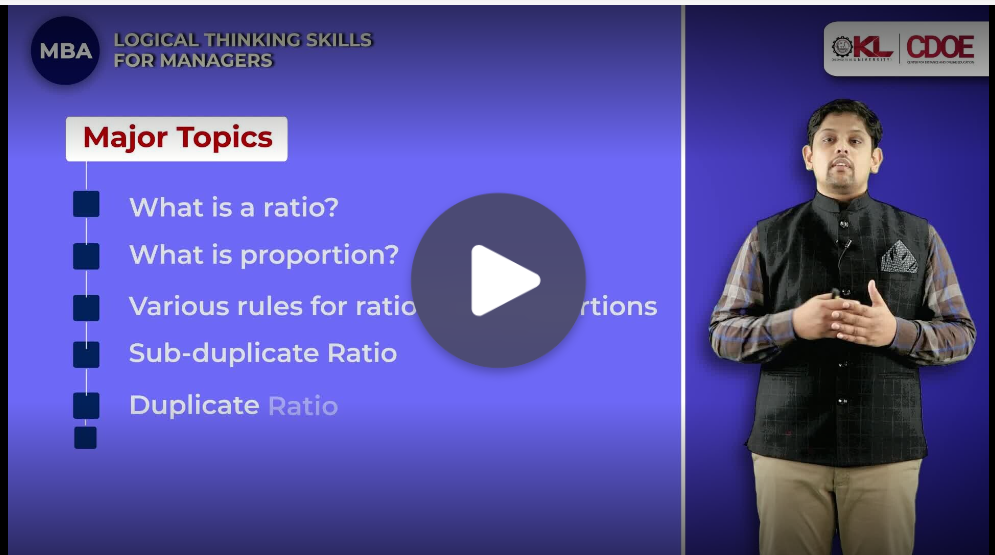 MBA
LOGICAL THINKING SKILLS
FOR MANAGERS
KL
CDOE
Major Topics
What is a ratio?
What is proportion?
Various rules for ratio rtions
Sub-duplicate Ratio
Duplicate Ratio